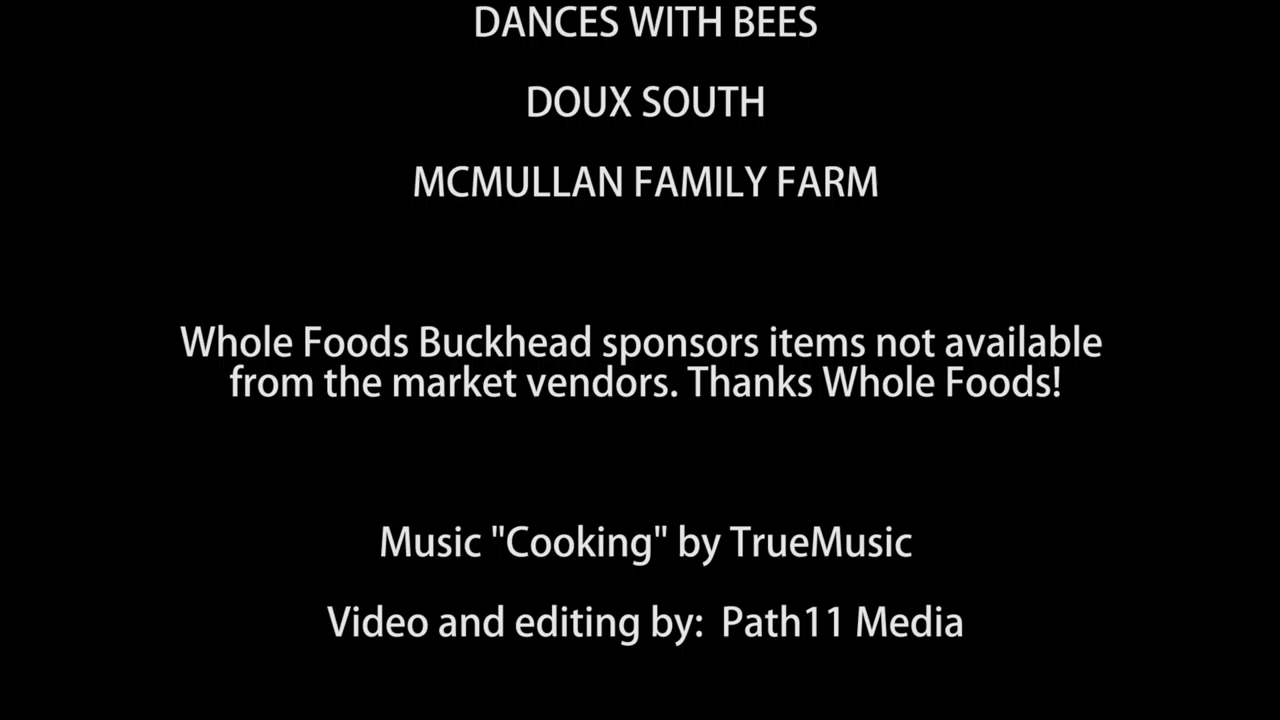 DANCES WITH BEES
DOUX SOUTH
MCMULLAN FAMILY FARM
Whole Foods Buckhead sponsors items not available
from the market vendors. Thanks Whole Foods!
Music "Cooking" by TrueMusic
Video and editing by:  Path11 Media